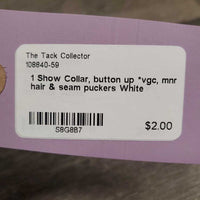 The Tack Collector
108840-59
1 Show Collar, button up *vgc, mnr
hair & seam puckers White
S8G8B7
$2.00